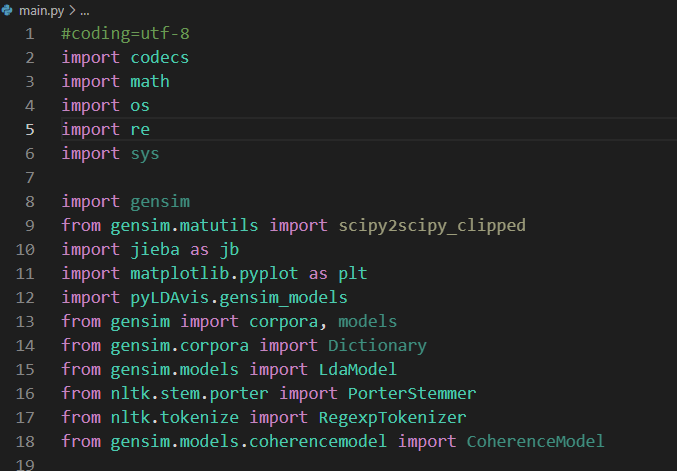 main.py > ...
1 #coding=utf-8
2 import codecs
3 import math
4 import os
5 import re
6 import sys
7
8 import gensim
9 from gensim.matutils import scipy2scipy_clipped
10 import jieba as jb
11 import matplotlib.pyplot as plt
12 import pyLDAvis.gensim_models
13 from gensim import corpora, models
14 from gensim.corpora import Dictionary
15 from gensim.models import LdaModel
16 from nltk.stem.porter import PorterStemmer
17 from nltk.tokenize import RegexpTokenizer
18 from gensim.models.coherencemodel import CoherenceModel
19